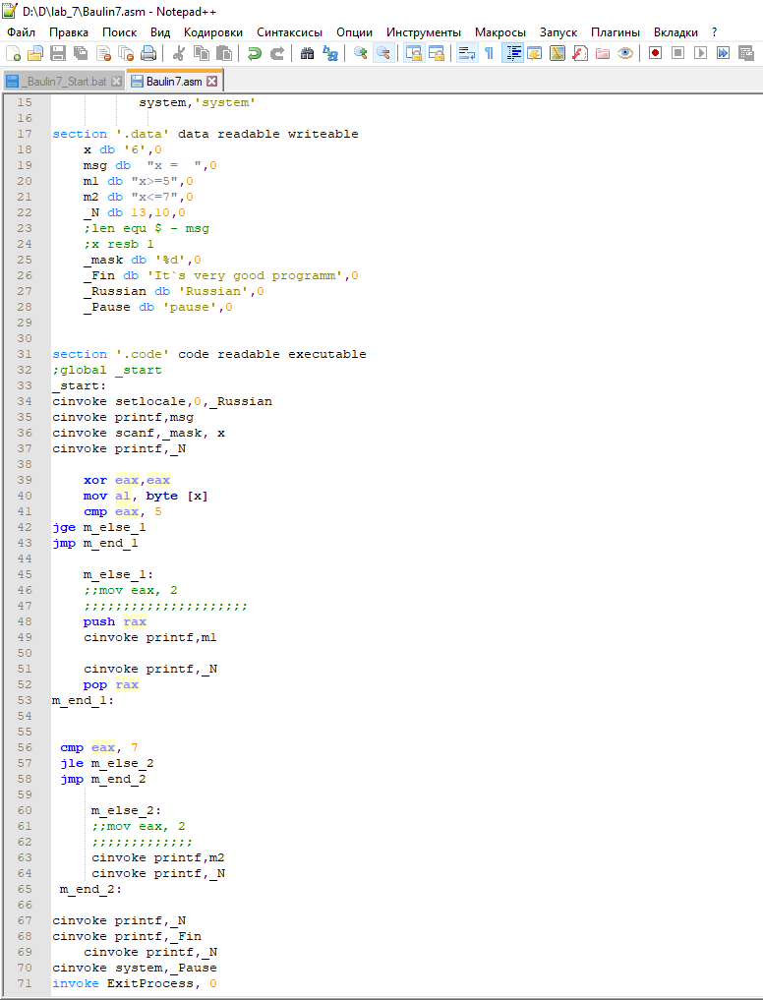 D:\D\lab_7\Baulin7.asm - Notepad++
Файл Правка Поиск Вид Кодировки Синтаксисы Опции Инструменты Макросы Запуск Плагины Вкладки ?
_Baulin7_Start.bat Baulin7.asm
15 system,'system'
16
17 section '.data' data readable writeable
18 x db '6',0
19 msg db "x =  ",0
20 m1 db "x>=5",0
21 m2 db "x<=7",0
22 _N db 13,10,0
23 ;len equ $ - msg
24 ;x resb 1
25 _mask db '%d',0
26 _Fin db 'It`s very good programm',0
27 _Russian db 'Russian',0
28 _Pause db 'pause',0
29
30
31 section '.code' code readable executable
32 ;global _start
33 _start:
34 cinvoke setlocale,0,_Russian
35 cinvoke printf,msg
36 cinvoke scanf,_mask, x
37 cinvoke printf,_N
38
39 xor eax,eax
40 mov al, byte [x]
41 cmp eax, 5
42 jge m_else_1
43 jmp m_end_1
44
45 m_else_1:
46 ;;mov eax, 2
47 ;;;;;;;;;;;;;;;;;;;;;
48 push rax
49 cinvoke printf,m1
50
51 cinvoke printf,_N
52 pop rax
53 m_end_1:
54
55
56 cmp eax, 7
57 jle m_else_2
58 jmp m_end_2
59
60 m_else_2:
61 ;;mov eax, 2
62 ;;;;;;;;;;;;;
63 cinvoke printf,m2
64 cinvoke printf,_N
65 m_end_2:
66
67 cinvoke printf,_N
68 cinvoke printf,_Fin
69 cinvoke printf,_N
70 cinvoke system,_Pause
71 invoke ExitProcess, 0